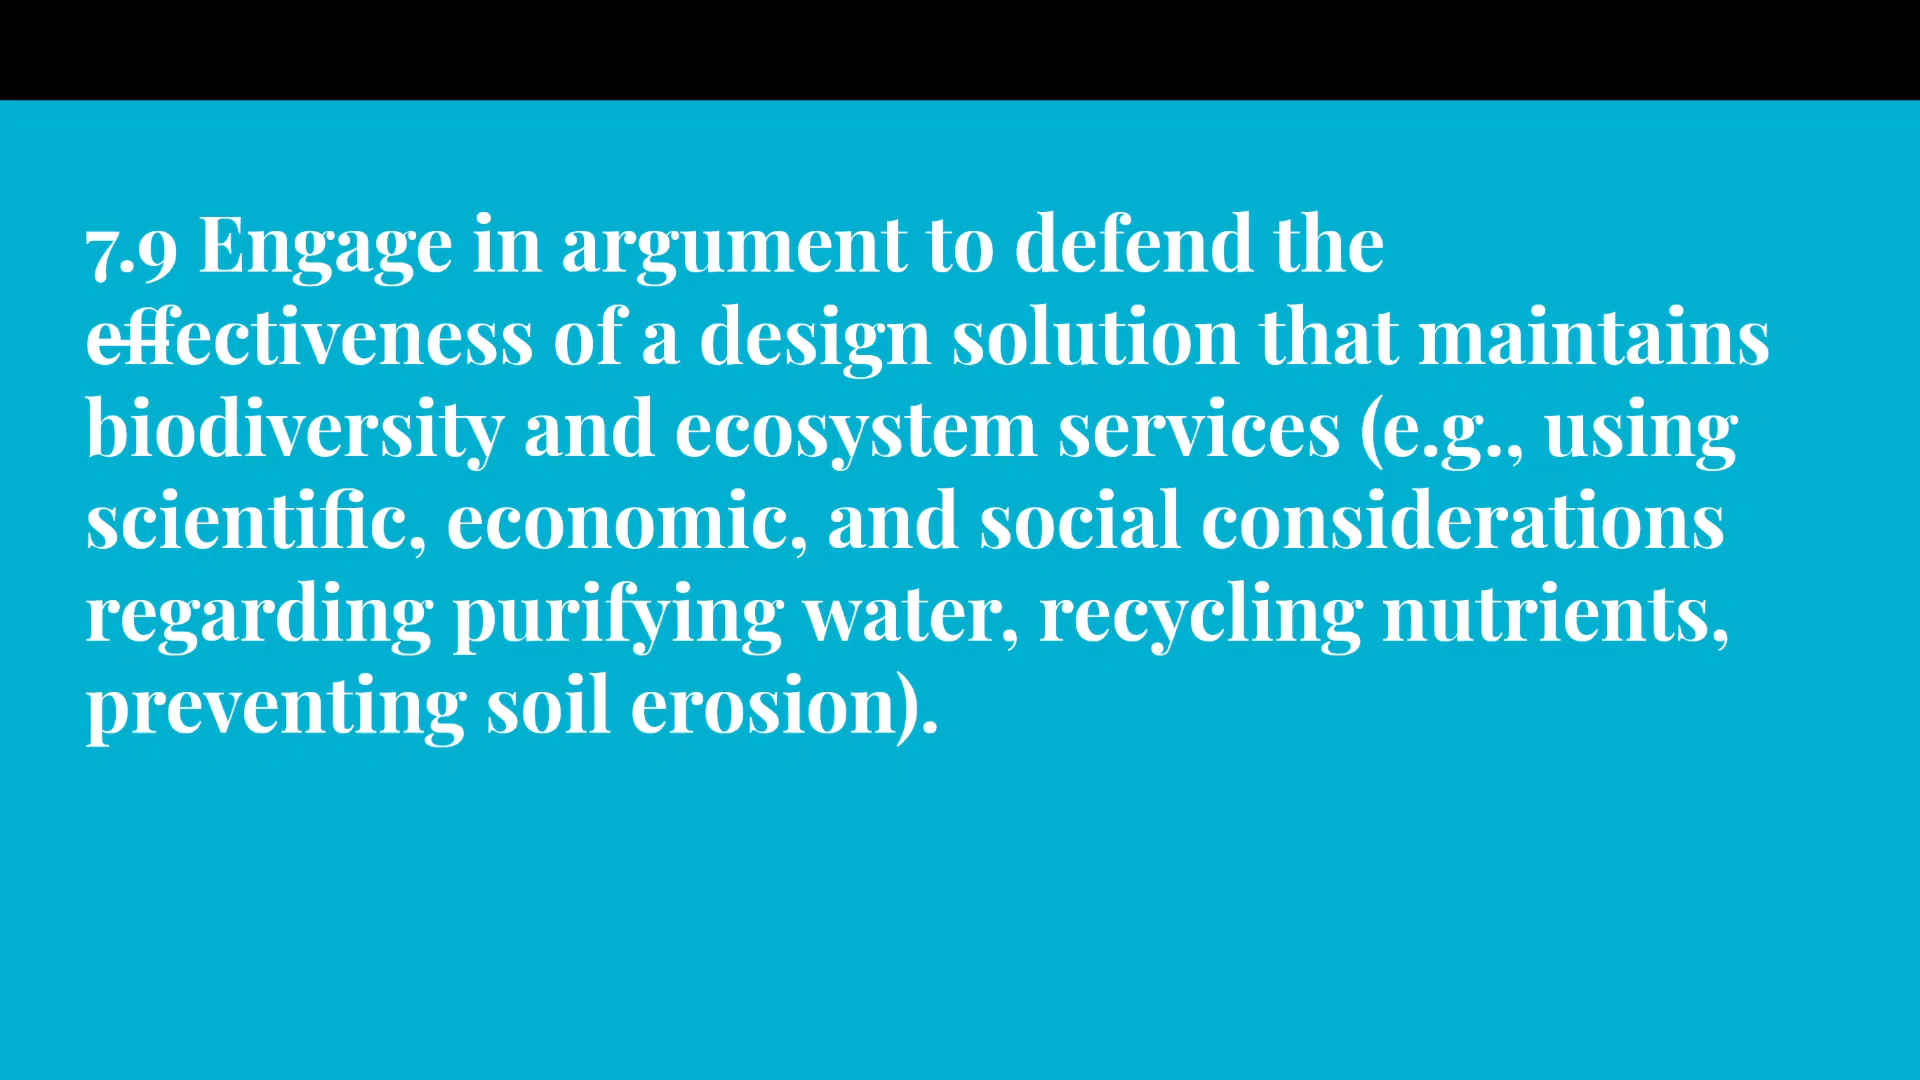 7.9 Engage in argument to defend the
effectiveness of a design solution that maintains
biodiversity and ecosystem services (e.g., using
scientific, economic, and social considerations
regarding purifying water, recycling nutrients,
preventing soil erosion).